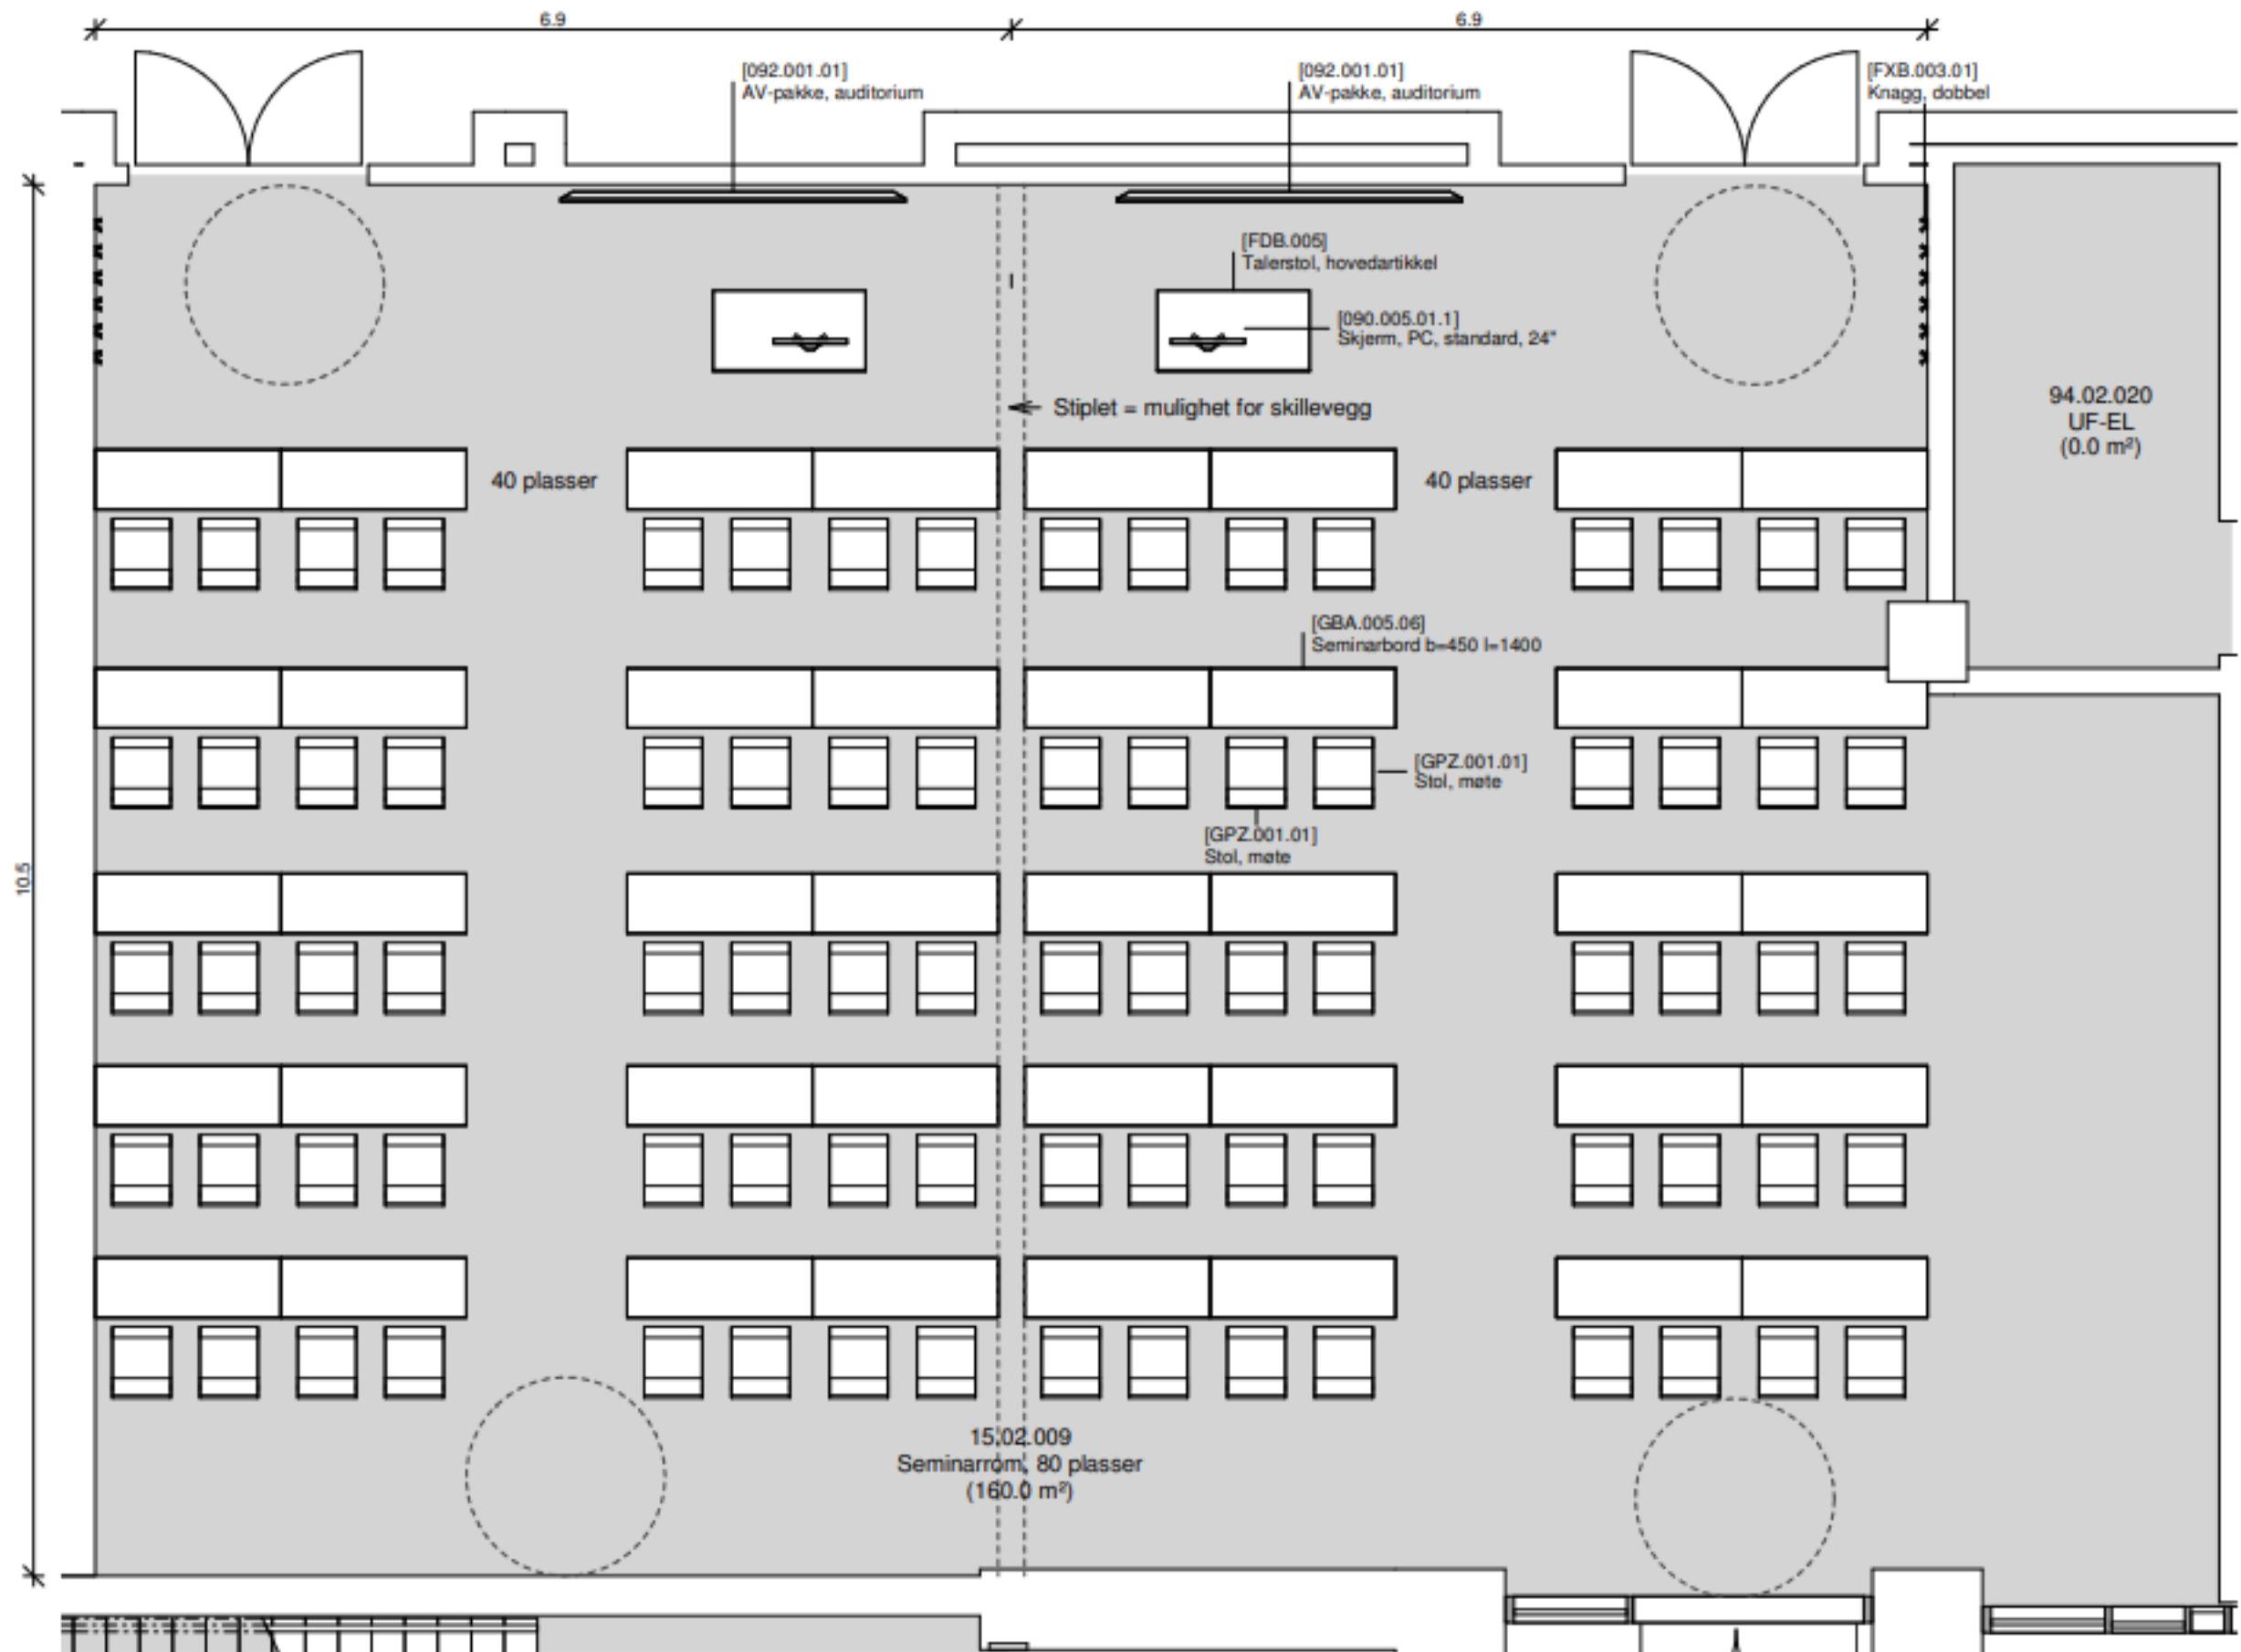 6.9
6.9
[092.001.01]
AV-pakke, auditorium
[092.001.01]
AV-pakke, auditorium
[FXB.003.01]
Knagg, dobbel
[FDB.005]
Talerstol, hovedartikkel
[090.005.01.1]
Skjerm, PC, standard, 24"
Stiplet = mulighet for skillevegg
94.02.020
UF-EL
(0.0 m²)
40 plasser
40 plasser
[GBA.005.06]
Seminarbord b=450 l=1400
[GPZ.001.01]
Stol, møte
[GPZ.001.01]
Stol, møte
10.5
15.02.009
Seminarrom, 80 plasser
(160.0 m²)